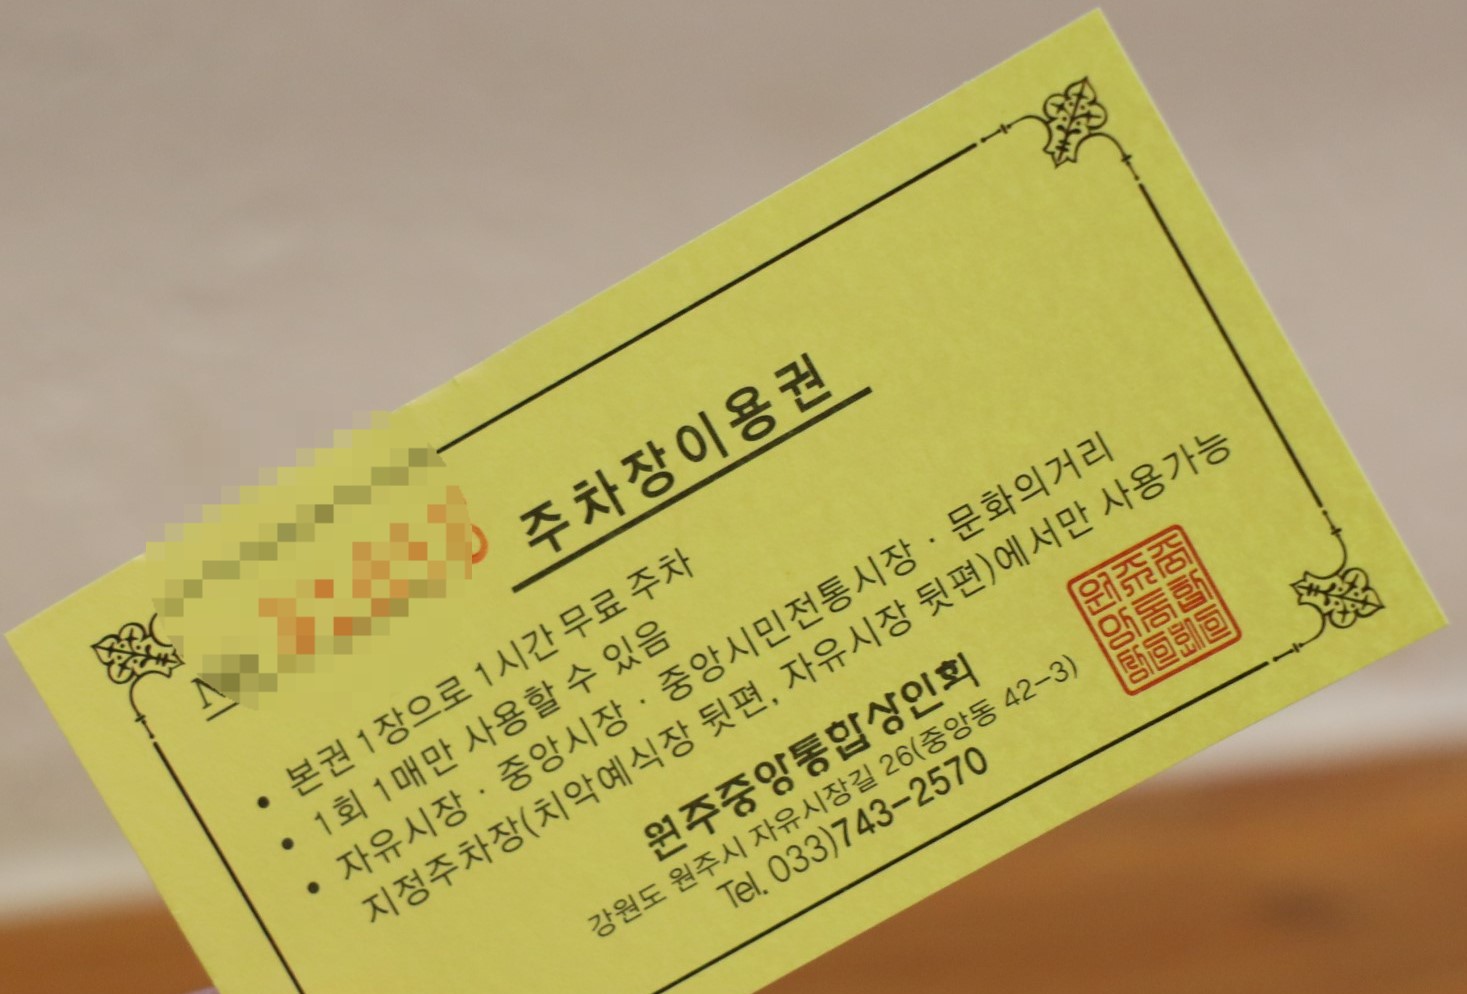 주차장이용권
• 본권 1장으로 1시간 무료 주차
• 1회 1매만 사용할 수 있음
• 자유시장 · 중앙시장 · 중앙시민전통시장 · 문화의거리
지정주차장(치악예식장 뒷편, 자유시장 뒷편)에서만 사용가능
원주중앙통합상인회
강원도 원주시 자유시장길 26(중앙동 42-3)
Tel. 033)743-2570